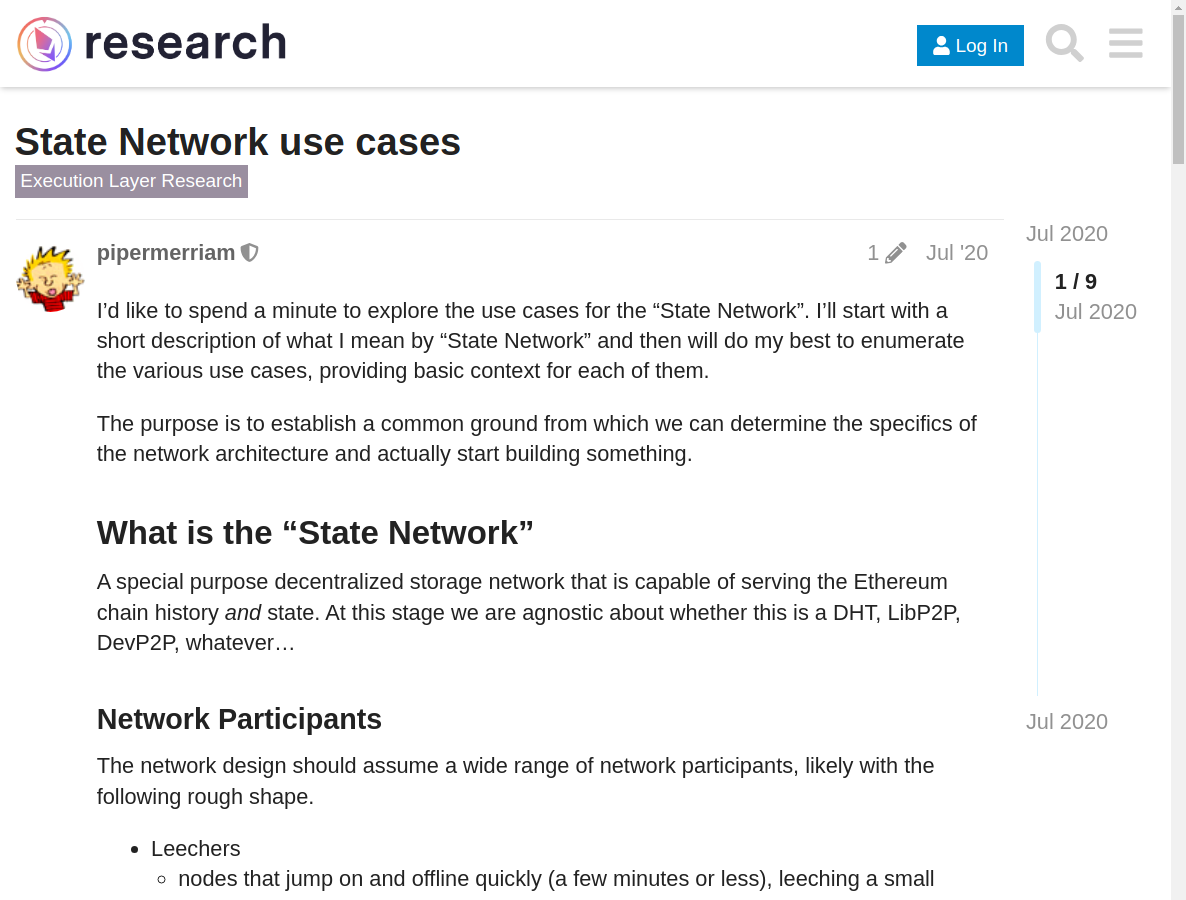 research
Log In
State Network use cases
Execution Layer Research
Jul 2020
pipermerriam
1
Jul '20
1 / 9
Jul 2020
I’d like to spend a minute to explore the use cases for the “State Network”. I’ll start with a
short description of what I mean by “State Network” and then will do my best to enumerate
the various use cases, providing basic context for each of them.
The purpose is to establish a common ground from which we can determine the specifics of
the network architecture and actually start building something.
What is the “State Network”
A special purpose decentralized storage network that is capable of serving the Ethereum
chain history and state. At this stage we are agnostic about whether this is a DHT, LibP2P,
DevP2P, whatever…
Network Participants
Jul 2020
The network design should assume a wide range of network participants, likely with the
following rough shape.
Leechers
nodes that jump on and offline quickly (a few minutes or less), leeching a small